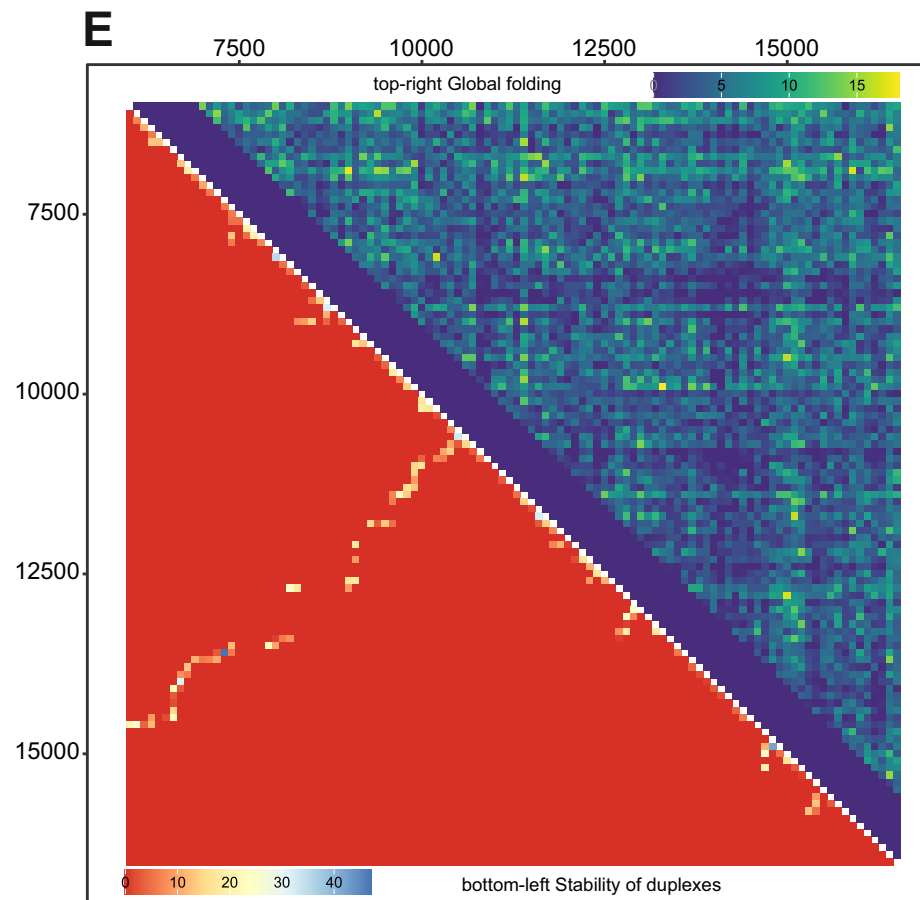 E
7500 10000 12500 15000
top-right Global folding
0 5 10 15
7500
10000
12500
15000
0 10 20 30 40
bottom-left Stability of duplexes